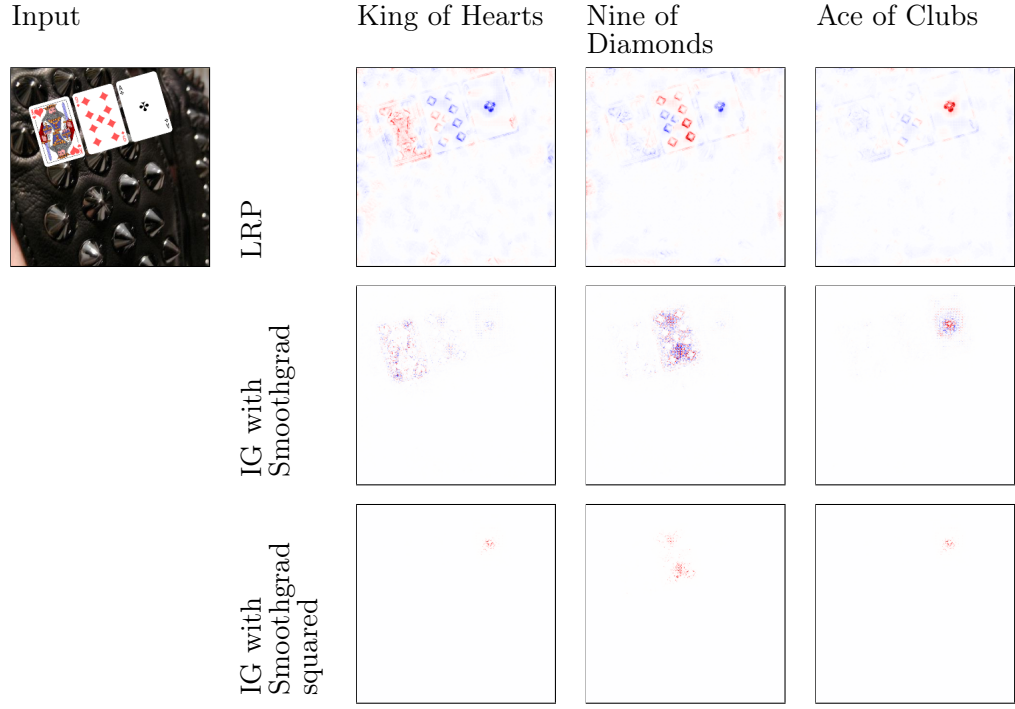 Input
King of Hearts
Nine of
Diamonds
Ace of Clubs
LRP
IG with
Smoothgrad
IG with
Smoothgrad
squared